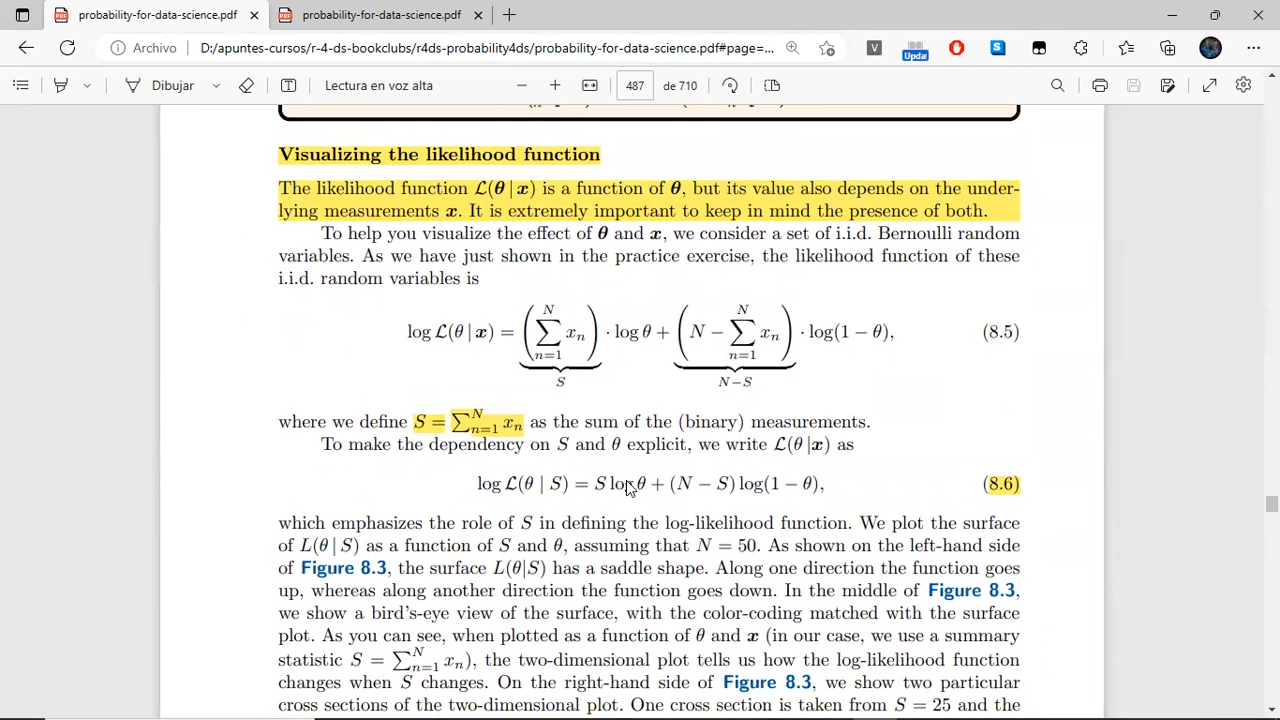 probability-for-data-science.pdf
probability-for-data-science.pdf
Archivo D:/apuntes-cursos/r-4-ds-bookclubs/r4ds-probability4ds/probability-for-data-science.pdf#page=...
V
Upda
S
Dibujar
Lectura en voz alta
487 de 710
Visualizing the likelihood function
The likelihood function ℒ(θ | x) is a function of θ, but its value also depends on the under-
lying measurements x. It is extremely important to keep in mind the presence of both.
To help you visualize the effect of θ and x, we consider a set of i.i.d. Bernoulli random
variables. As we have just shown in the practice exercise, the likelihood function of these
i.i.d. random variables is
log ℒ(θ | x) = (∑_{n=1}^{N} x_n) · log θ + (N − ∑_{n=1}^{N} x_n) · log(1 − θ), (8.5)
S N−S
where we define S = ∑_{n=1}^{N} x_n as the sum of the (binary) measurements.
To make the dependency on S and θ explicit, we write ℒ(θ | x) as
log ℒ(θ | S) = S log θ + (N − S) log(1 − θ), (8.6)
which emphasizes the role of S in defining the log-likelihood function. We plot the surface
of L(θ | S) as a function of S and θ, assuming that N = 50. As shown on the left-hand side
of Figure 8.3, the surface L(θ|S) has a saddle shape. Along one direction the function goes
up, whereas along another direction the function goes down. In the middle of Figure 8.3,
we show a bird's-eye view of the surface, with the color-coding matched with the surface
plot. As you can see, when plotted as a function of θ and x (in our case, we use a summary
statistic S = ∑_{n=1}^{N} x_n), the two-dimensional plot tells us how the log-likelihood function
changes when S changes. On the right-hand side of Figure 8.3, we show two particular
cross sections of the two-dimensional plot. One cross section is taken from S = 25 and the